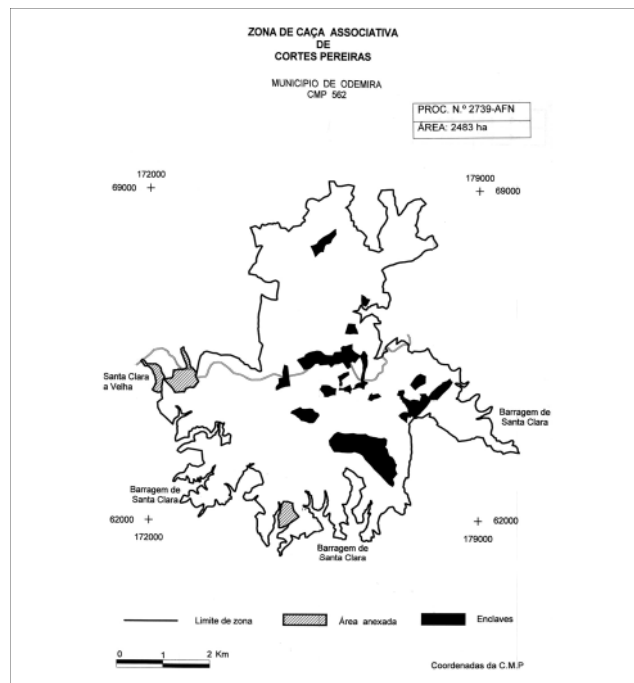 ZONA DE CAÇA ASSOCIATIVA
DE
CORTES PEREIRAS
MUNICIPIO DE ODEMIRA
CMP 562
PROC. N.º 2739-AFN
ÁREA: 2483 ha
172000
69000
179000
69000
Santa Clara
a Velha
Barragem de
Santa Clara
Barragem de
Santa Clara
62000
172000
Barragem de
Santa Clara
62000
179000
Limite de zona
Área anexada
Enclaves
0 1 2 Km
Coordenadas da C.M.P